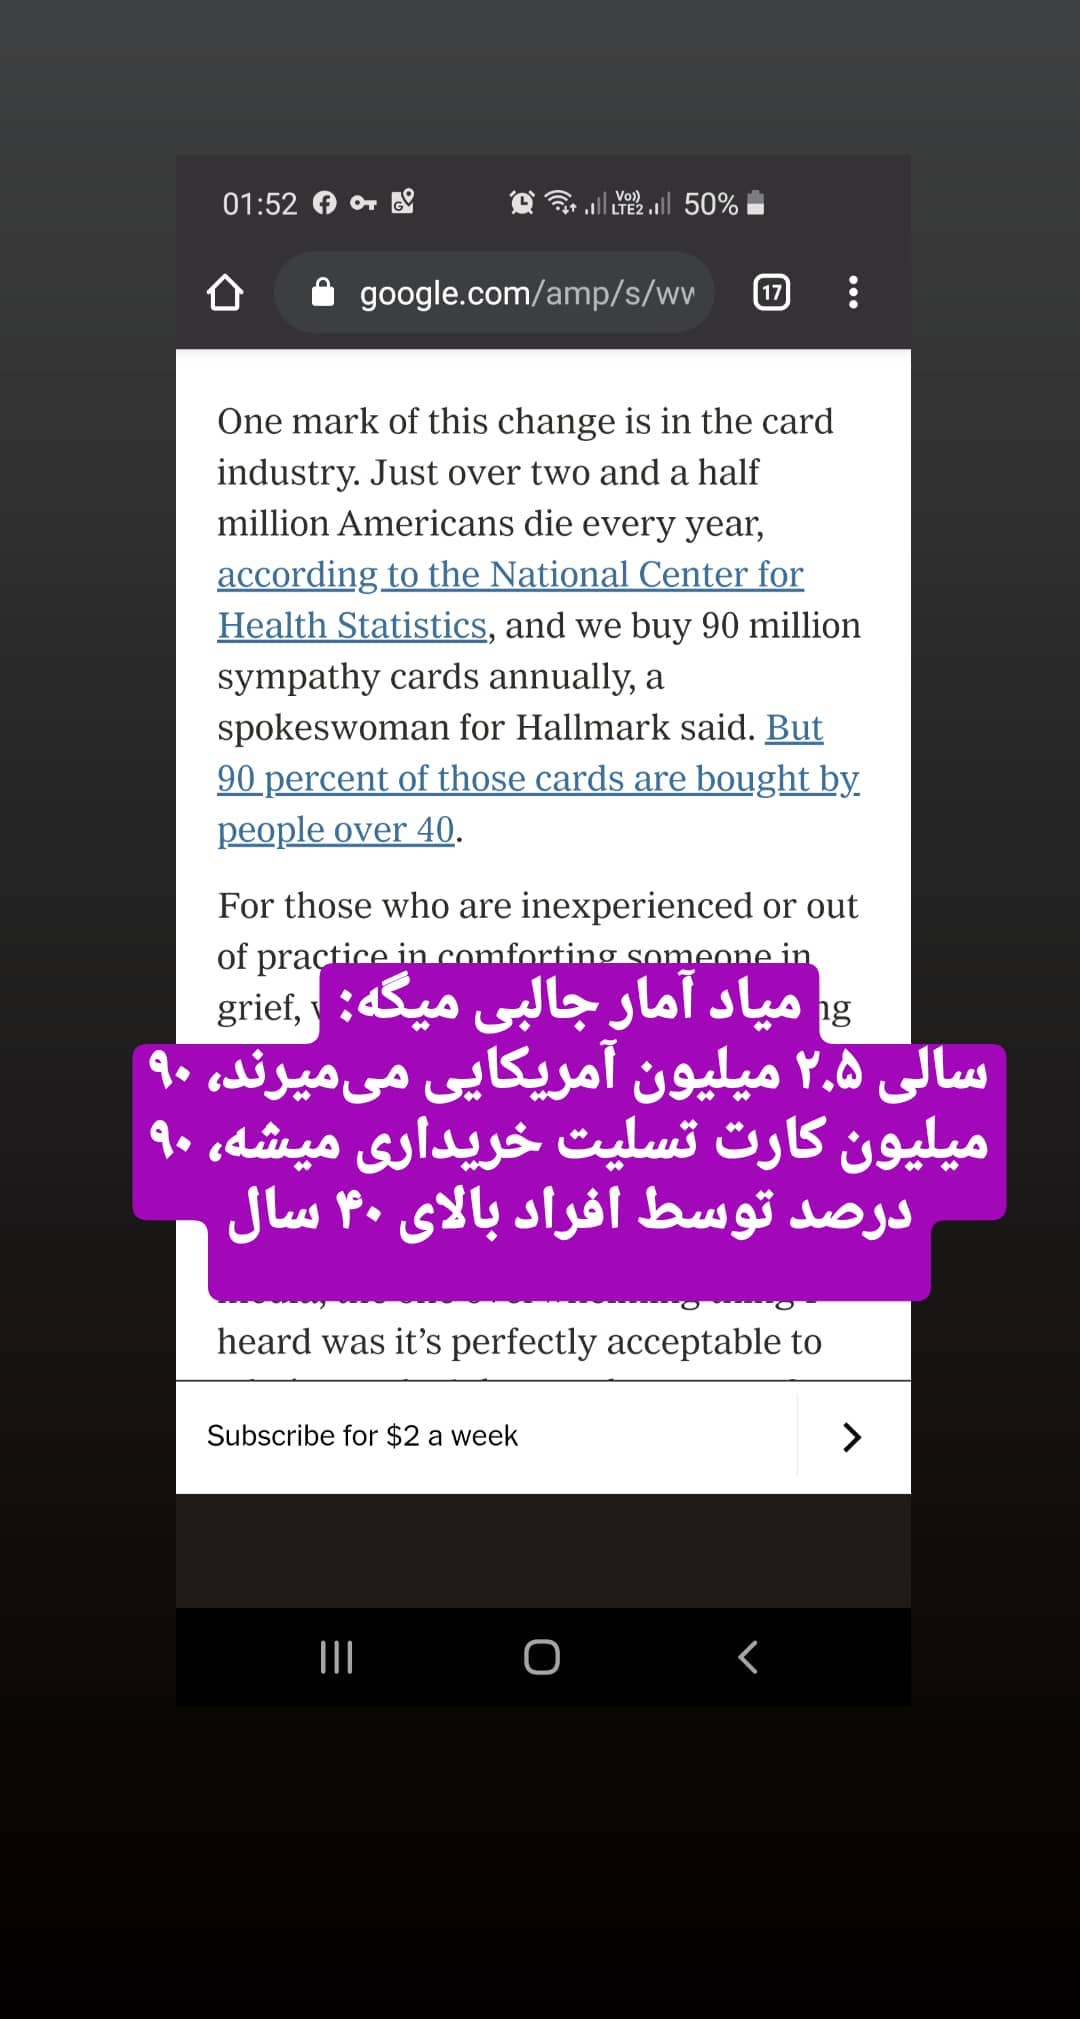 01:52
Vo))
LTE2
50%
google.com/amp/s/wv
17
One mark of this change is in the card
industry. Just over two and a half
million Americans die every year,
according to the National Center for
Health Statistics, and we buy 90 million
sympathy cards annually, a
spokeswoman for Hallmark said. But
90 percent of those cards are bought by
people over 40.
For those who are inexperienced or out
of practice in comforting someone in
grief,
میاد آمار جالبی میگه:
سالی ۲.۵ میلیون آمریکایی می‌میرند، ۹۰
میلیون کارت تسلیت خریداری میشه، ۹۰
درصد توسط افراد بالای ۴۰ سال
heard was it’s perfectly acceptable to
Subscribe for $2 a week